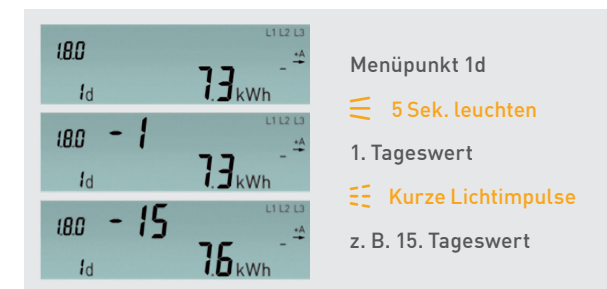 L1 L2 L3
1.8.0
+A
1d 7.3 kWh
L1 L2 L3
1.8.0 - 1
+A
1d 7.3 kWh
L1 L2 L3
1.8.0 - 15
+A
1d 7.6 kWh
Menüpunkt 1d
5 Sek. leuchten
1. Tageswert
Kurze Lichtimpulse
z. B. 15. Tageswert